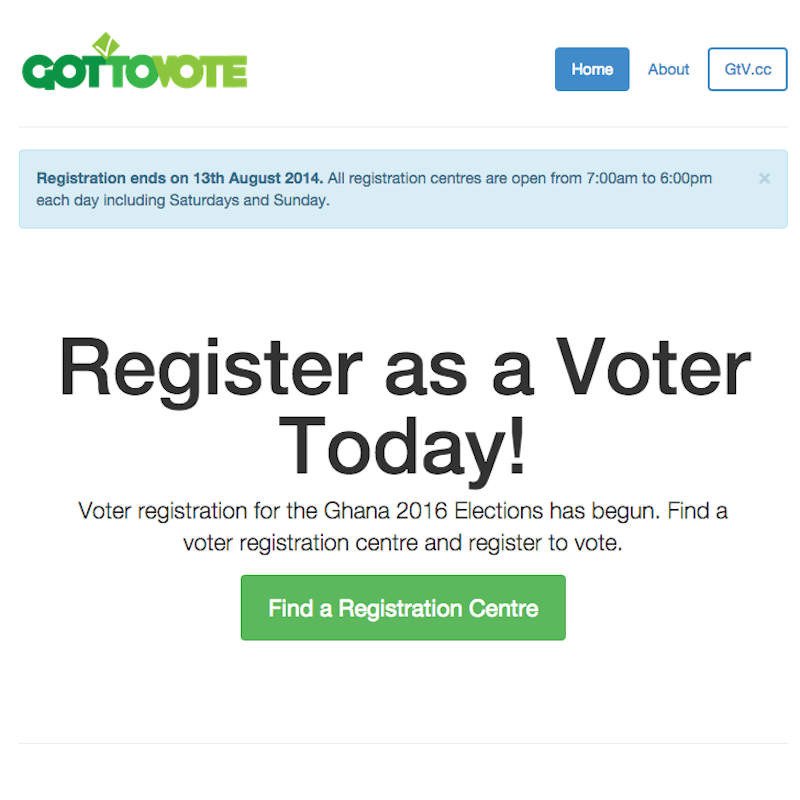 GOTTOVOTE
Home
About
GtV.cc
Registration ends on 13th August 2014. All registration centres are open from 7:00am to 6:00pm
each day including Saturdays and Sunday.
×
Register as a Voter
Today!
Voter registration for the Ghana 2016 Elections has begun. Find a
voter registration centre and register to vote.
Find a Registration Centre